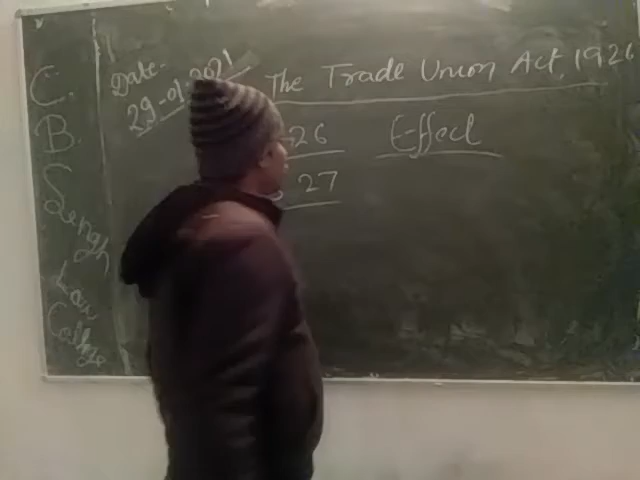 C.
B.
Singh
Law
College
Date-
29-01-2021
The Trade Union Act, 1926
26 Effect
27